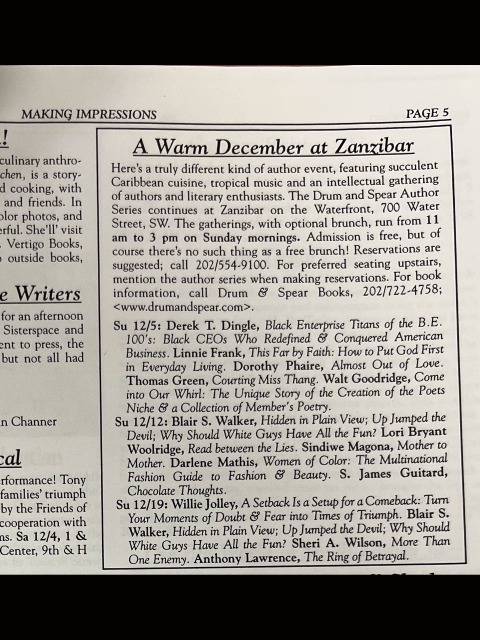 MAKING IMPRESSIONS
PAGE 5
!
culinary anthro-
chen, is a story-
d cooking, with
and friends. In
olor photos, and
erful. She'll visit
Vertigo Books,
outside books,
e Writers
for an afternoon
Sisterspace and
ent to press, the
but not all had
n Channer
cal
erformance! Tony
families' triumph
by the Friends of
cooperation with
ms. Sa 12/4, 1 &
Center, 9th & H
A Warm December at Zanzibar
Here's a truly different kind of author event, featuring succulent
Caribbean cuisine, tropical music and an intellectual gathering
of authors and literary enthusiasts. The Drum and Spear Author
Series continues at Zanzibar on the Waterfront, 700 Water
Street, SW. The gatherings, with optional brunch, run from 11
am to 3 pm on Sunday mornings. Admission is free, but of
course there's no such thing as a free brunch! Reservations are
suggested; call 202/554-9100. For preferred seating upstairs,
mention the author series when making reservations. For book
information, call Drum & Spear Books, 202/722-4758;
<www.drumandspear.com>.
Su 12/5: Derek T. Dingle, Black Enterprise Titans of the B.E.
100's: Black CEOs Who Redefined & Conquered American
Business. Linnie Frank, This Far by Faith: How to Put God First
in Everyday Living. Dorothy Phaire, Almost Out of Love.
Thomas Green, Courting Miss Thang. Walt Goodridge, Come
into Our Whirl: The Unique Story of the Creation of the Poets
Niche & a Collection of Member's Poetry.
Su 12/12: Blair S. Walker, Hidden in Plain View; Up Jumped the
Devil; Why Should White Guys Have All the Fun? Lori Bryant
Woolridge, Read between the Lies. Sindiwe Magona, Mother to
Mother. Darlene Mathis, Women of Color: The Multinational
Fashion Guide to Fashion & Beauty. S. James Guitard,
Chocolate Thoughts.
Su 12/19: Willie Jolley, A Setback Is a Setup for a Comeback: Turn
Your Moments of Doubt & Fear into Times of Triumph. Blair S.
Walker, Hidden in Plain View; Up Jumped the Devil; Why Should
White Guys Have All the Fun? Sheri A. Wilson, More Than
One Enemy. Anthony Lawrence, The Ring of Betrayal.